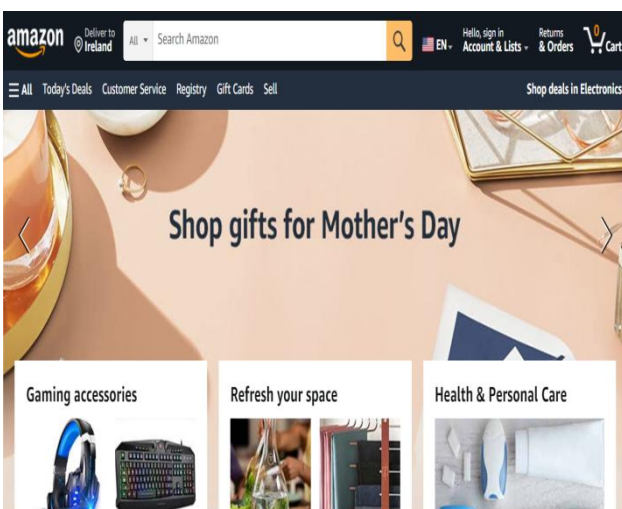 amazon
Deliver to
Ireland
All
Search Amazon
EN
Hello, sign in
Account & Lists
Returns
& Orders
0
Cart
All
Today's Deals
Customer Service
Registry
Gift Cards
Sell
Shop deals in Electronics
Shop gifts for Mother's Day
Gaming accessories
Refresh your space
Health & Personal Care